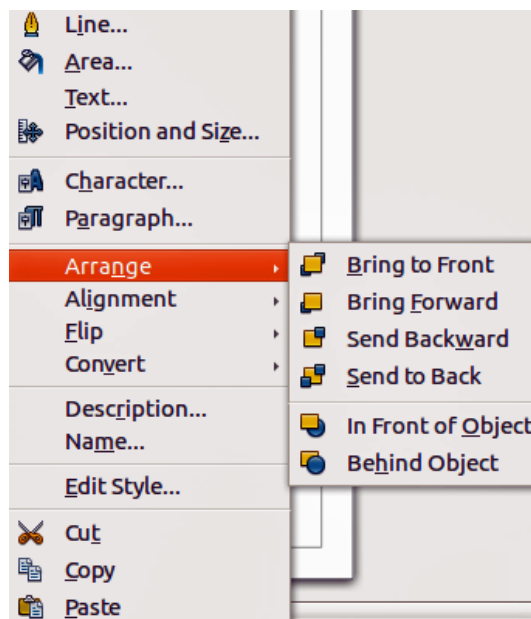 Line...
Area...
Text...
Position and Size...
Character...
Paragraph...
Arrange
Alignment
Flip
Convert
Description...
Name...
Edit Style...
Cut
Copy
Paste
Bring to Front
Bring Forward
Send Backward
Send to Back
In Front of Object
Behind Object